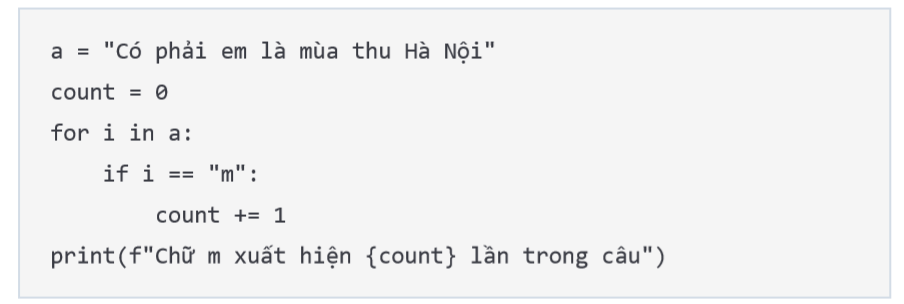 a = "Có phải em là mùa thu Hà Nội"
count = 0
for i in a:
    if i == "m":
        count += 1
print(f"Chữ m xuất hiện {count} lần trong câu")